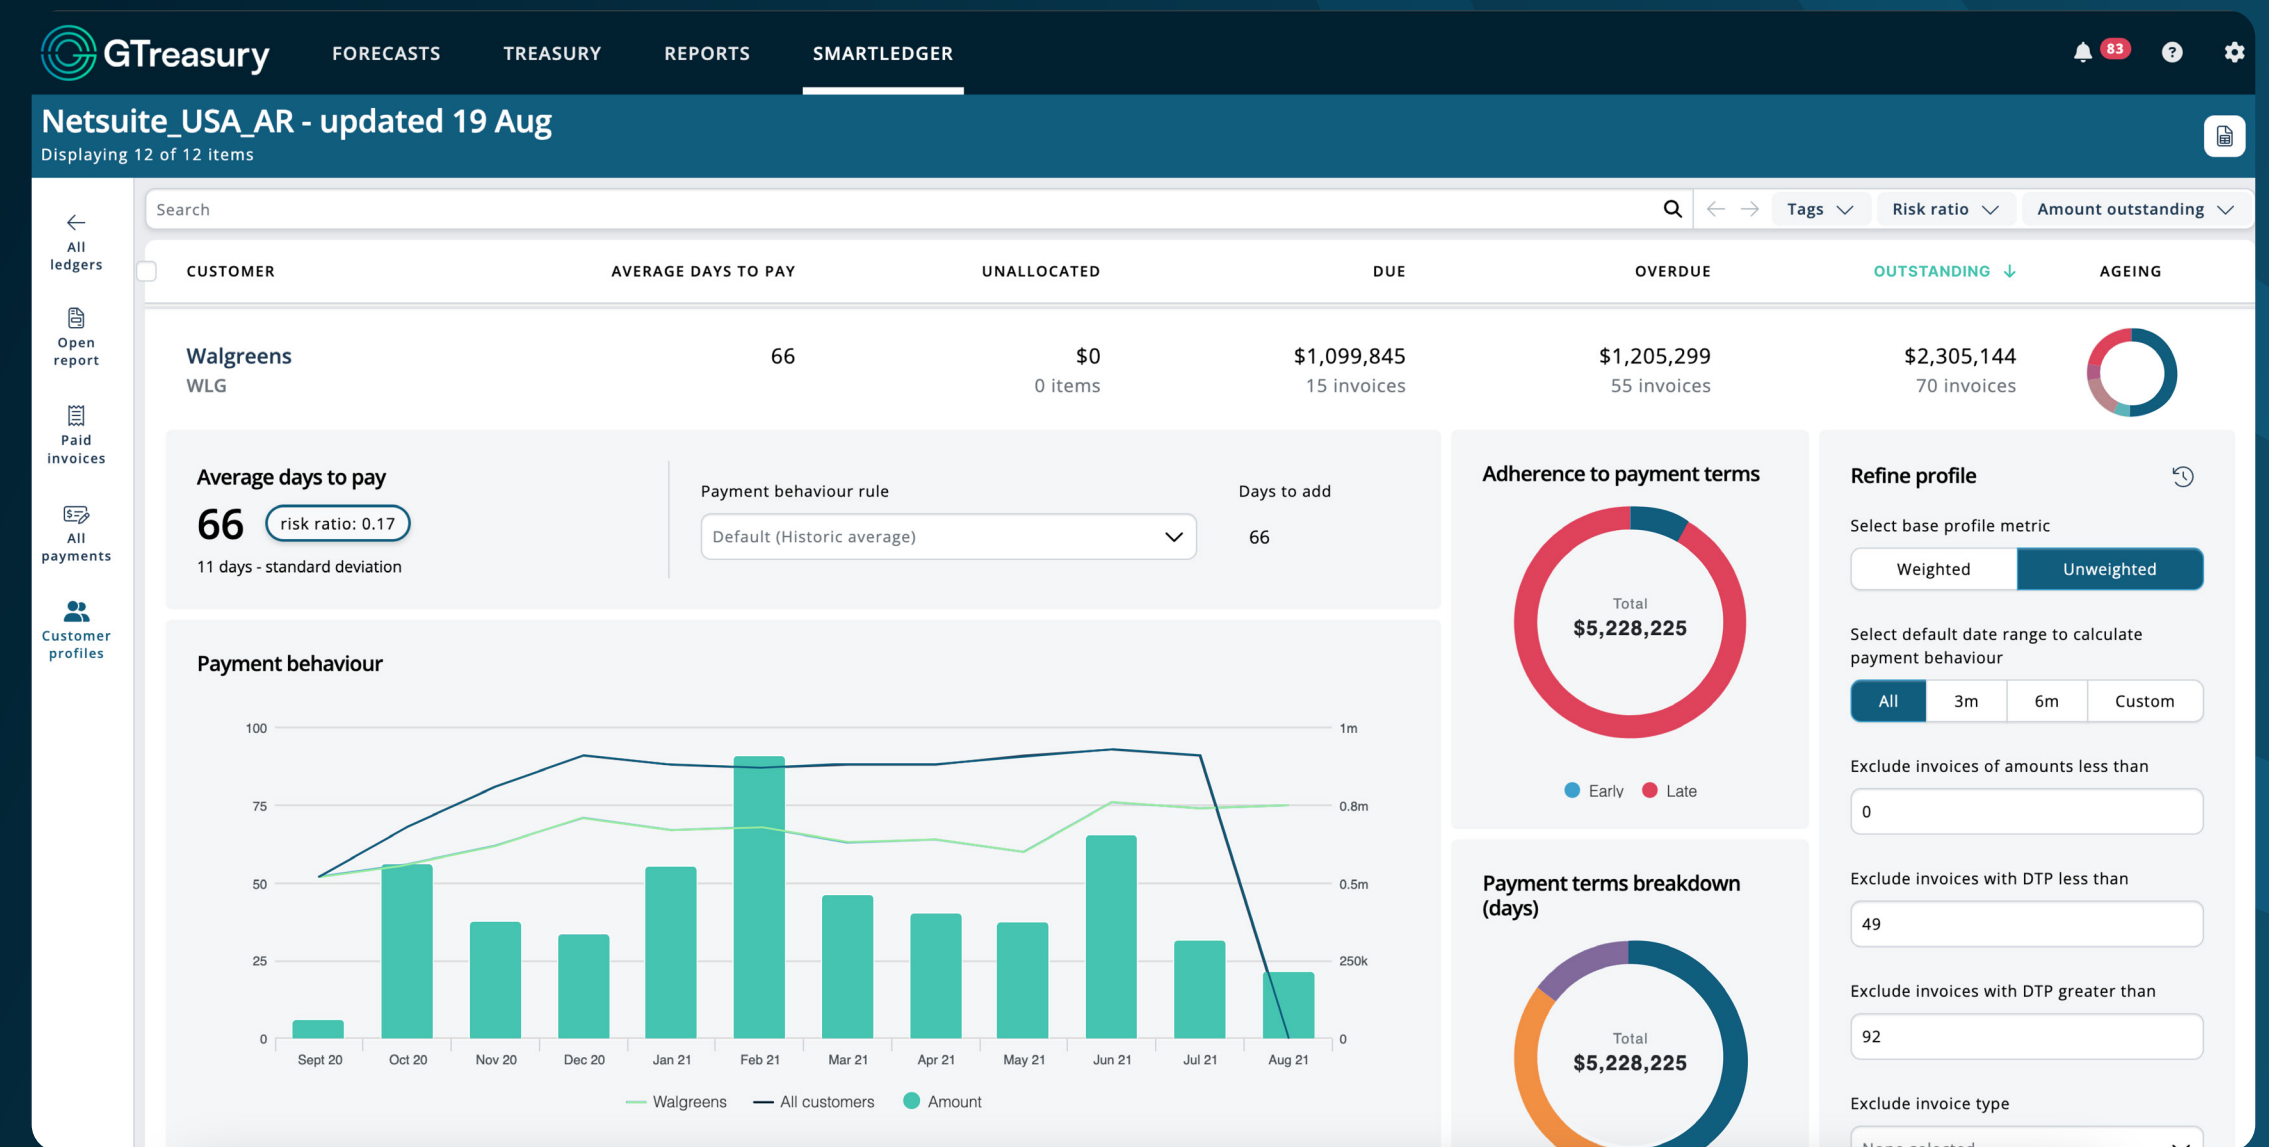 GTreasury
FORECASTS
TREASURY
REPORTS
SMARTLEDGER
83
Netsuite_USA_AR - updated 19 Aug
Displaying 12 of 12 items
All
ledgers
Open
report
Paid
invoices
All
payments
Customer
profiles
Search
Tags
Risk ratio
Amount outstanding
CUSTOMER
AVERAGE DAYS TO PAY
UNALLOCATED
DUE
OVERDUE
OUTSTANDING
AGEING
Walgreens
66
$0
$1,099,845
$1,205,299
$2,305,144
WLG
0 items
15 invoices
55 invoices
70 invoices
Average days to pay
66
risk ratio: 0.17
11 days - standard deviation
Payment behaviour rule
Default (Historic average)
Days to add
66
Payment behaviour
100
75
50
25
0
1m
0.8m
0.5m
250k
0
Sept 20
Oct 20
Nov 20
Dec 20
Jan 21
Feb 21
Mar 21
Apr 21
May 21
Jun 21
Jul 21
Aug 21
Walgreens
All customers
Amount
Adherence to payment terms
Total
$5,228,225
Early
Late
Payment terms breakdown
(days)
Total
$5,228,225
Refine profile
Select base profile metric
Weighted
Unweighted
Select default date range to calculate
payment behaviour
All
3m
6m
Custom
Exclude invoices of amounts less than
0
Exclude invoices with DTP less than
49
Exclude invoices with DTP greater than
92
Exclude invoice type